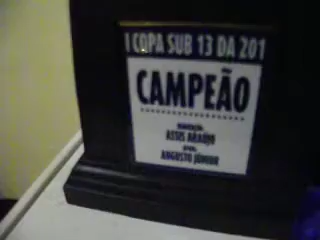 I COPA SUB 13 DA 201
CAMPEÃO
ASSIS ARAÚJO
AUGUSTO JÚNIOR